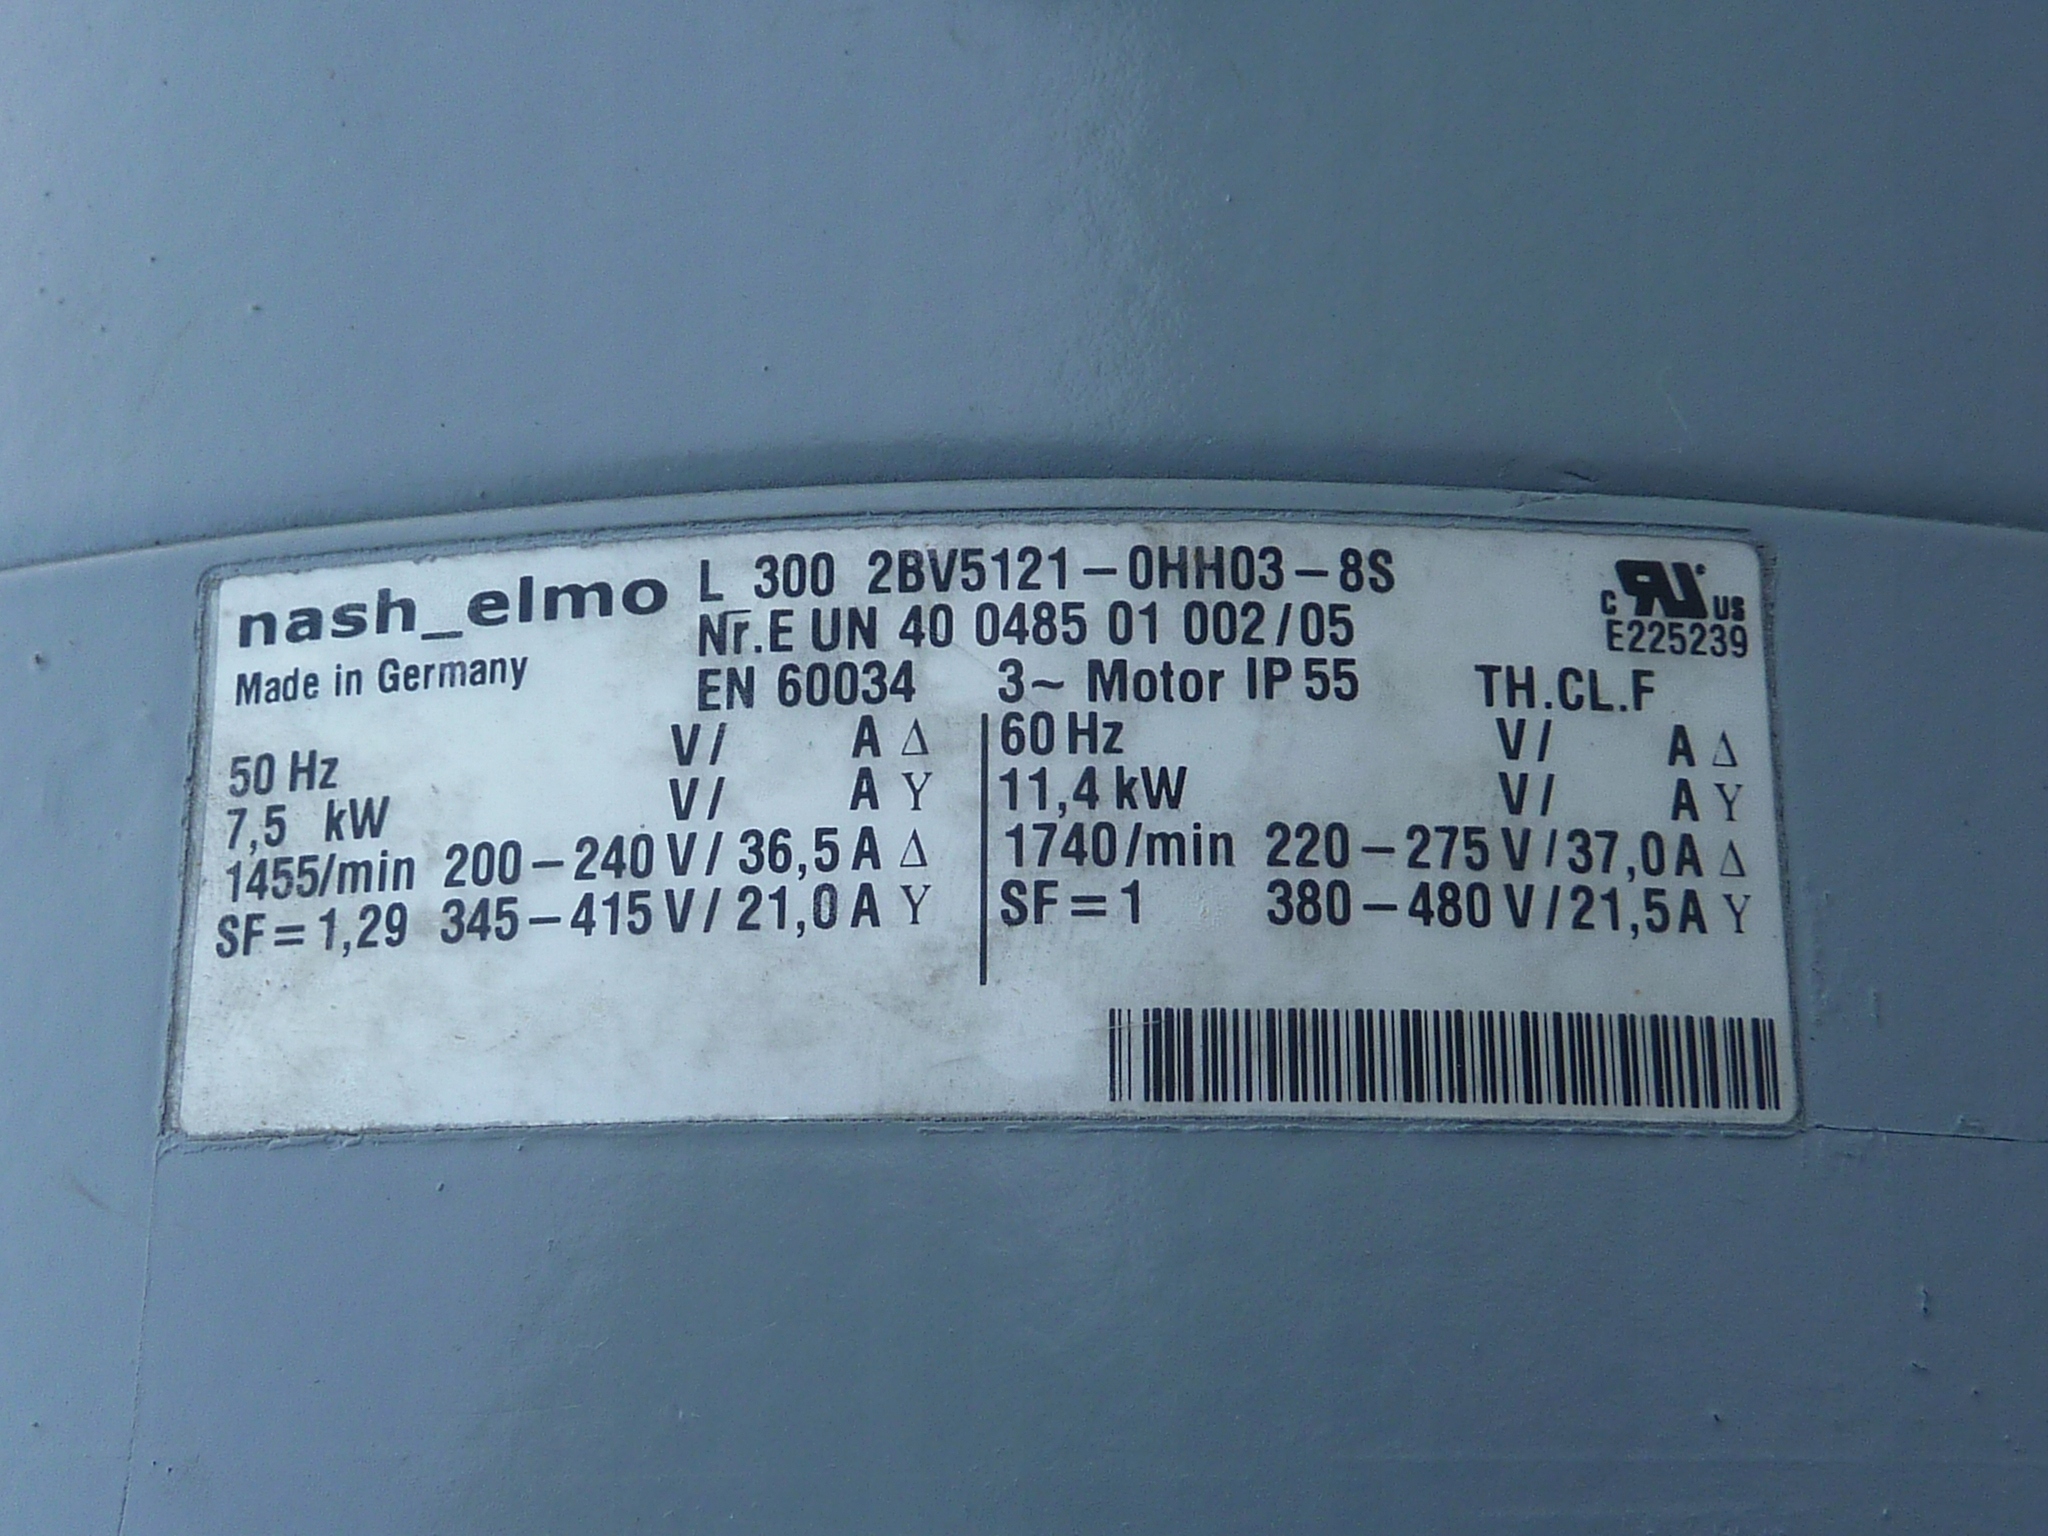 nash_elmo L 300 2BV5121-0HH03-8S
Nr.E UN 40 0485 01 002/05
C US
E225239
Made in Germany EN 60034 3~ Motor IP 55 TH.CL.F
50 Hz V/ A Δ 60 Hz V/ A Δ
7,5 kW V/ A Y 11,4 kW V/ A Y
1455/min 200-240 V/ 36,5 A Δ 1740/min 220-275 V/37,0 A Δ
SF=1,29 345-415 V/ 21,0 A Y SF=1 380-480 V/21,5 A Y